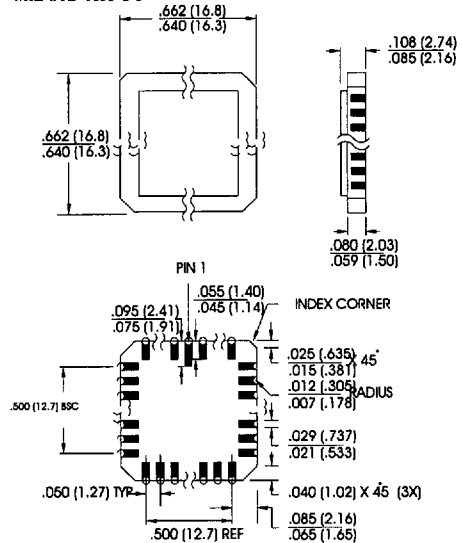 .662 (16.8)
.640 (16.3)
.108 (2.74)
.085 (2.16)
.662 (16.8)
.640 (16.3)
.080 (2.03)
.059 (1.50)
PIN 1
.055 (1.40)
.045 (1.14)
INDEX CORNER
.095 (2.41)
.075 (1.91)
.025 (.635)
.015 (.381)
X 45°
.012 (.305)
.007 (.178)
RADIUS
.500 (12.7) BSC
.029 (.737)
.021 (.533)
.050 (1.27) TYP
.040 (1.02) X 45° (3X)
.500 (12.7) REF
.085 (2.16)
.065 (1.65)